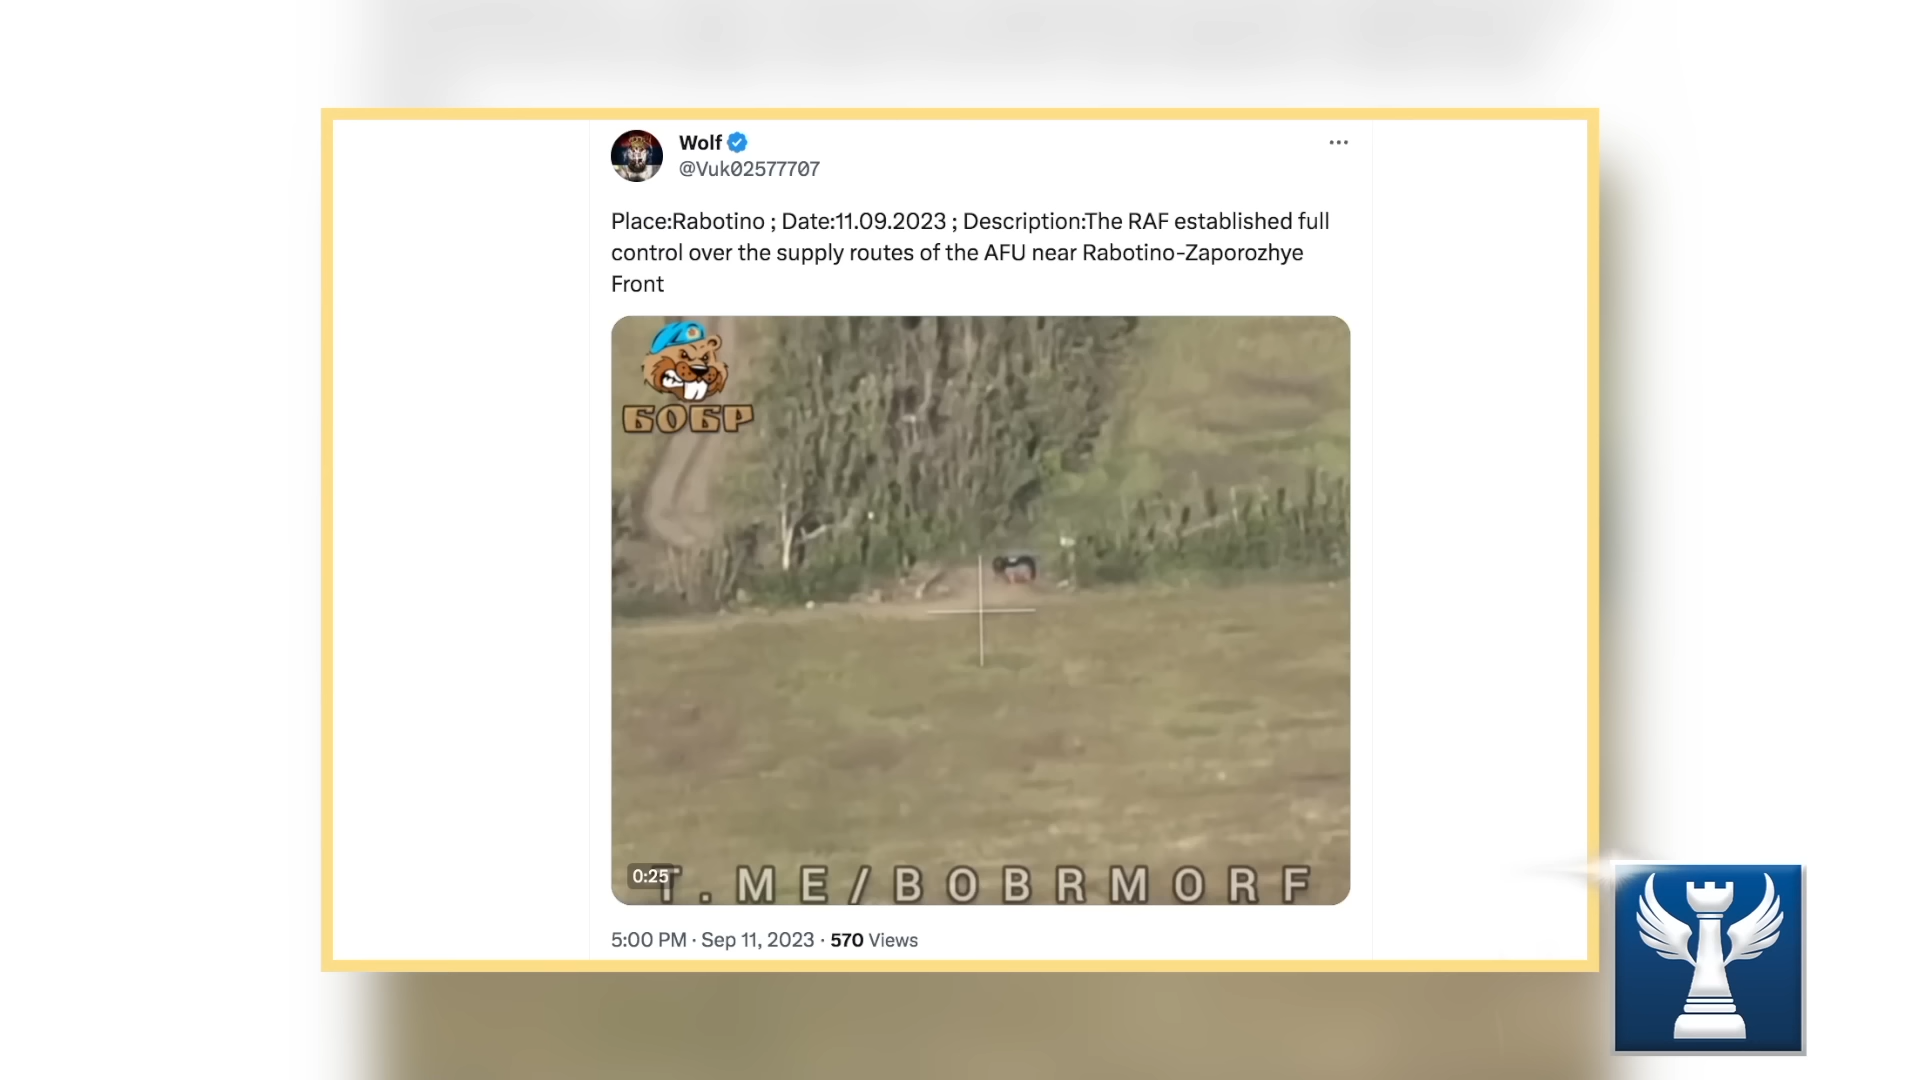 Wolf
@Vuk02577707
Place:Rabotino ; Date:11.09.2023 ; Description:The RAF established full
control over the supply routes of the AFU near Rabotino-Zaporozhye
Front
БОБР
0:25
T.ME/BOBRMORF
5:00 PM · Sep 11, 2023 · 570 Views